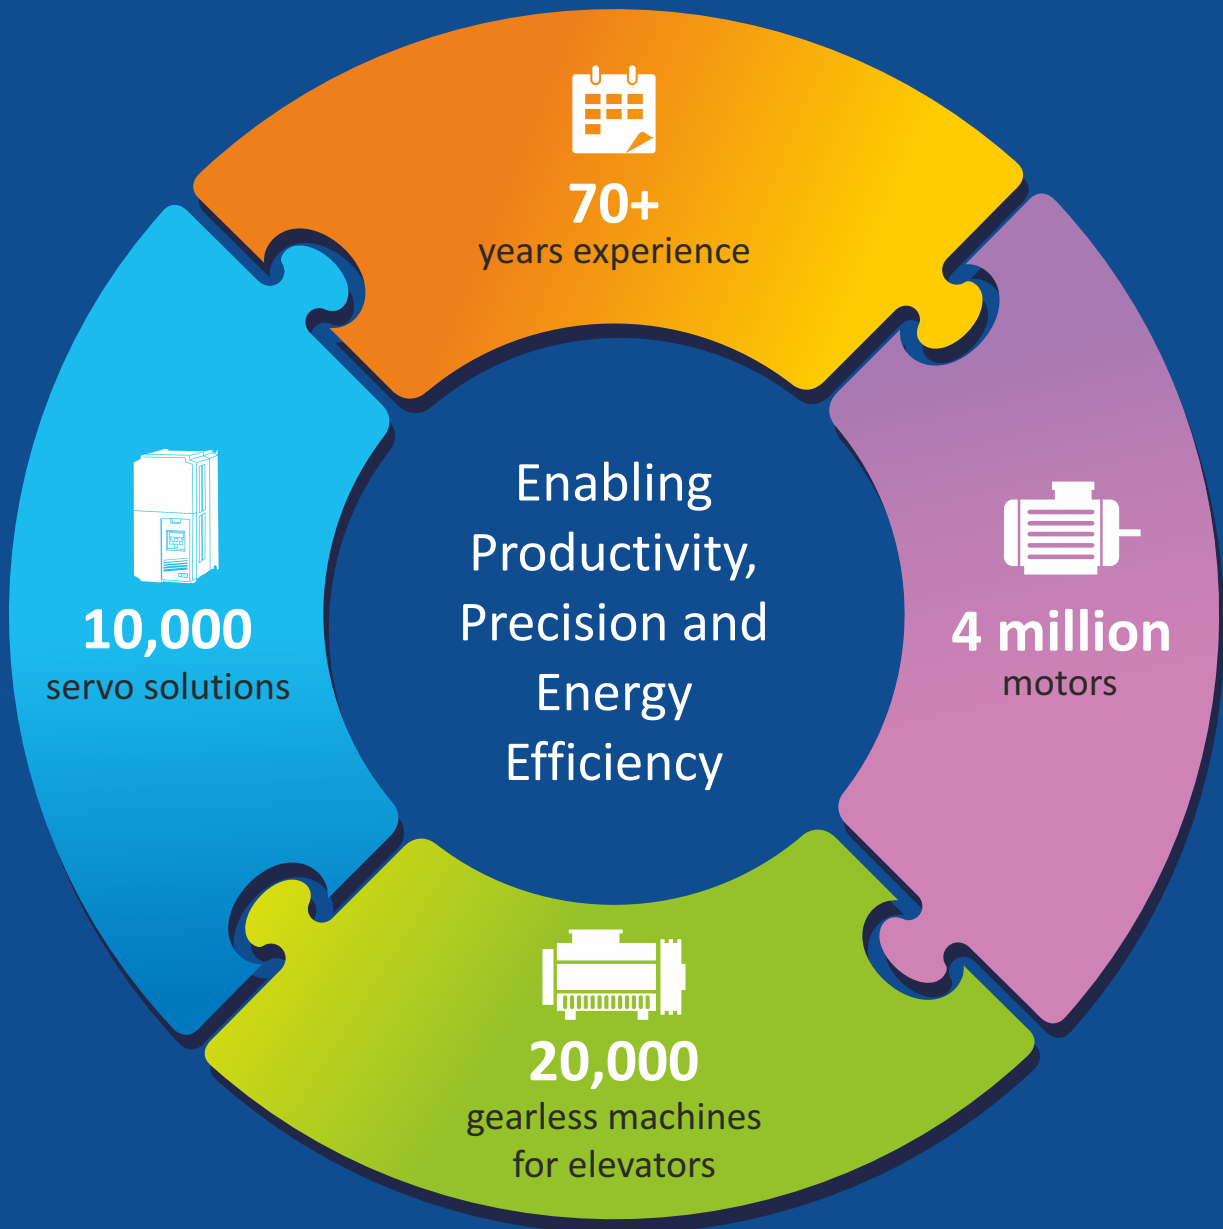 70+
years experience
10,000
servo solutions
Enabling
Productivity,
Precision and
Energy
Efficiency
4 million
motors
20,000
gearless machines
for elevators